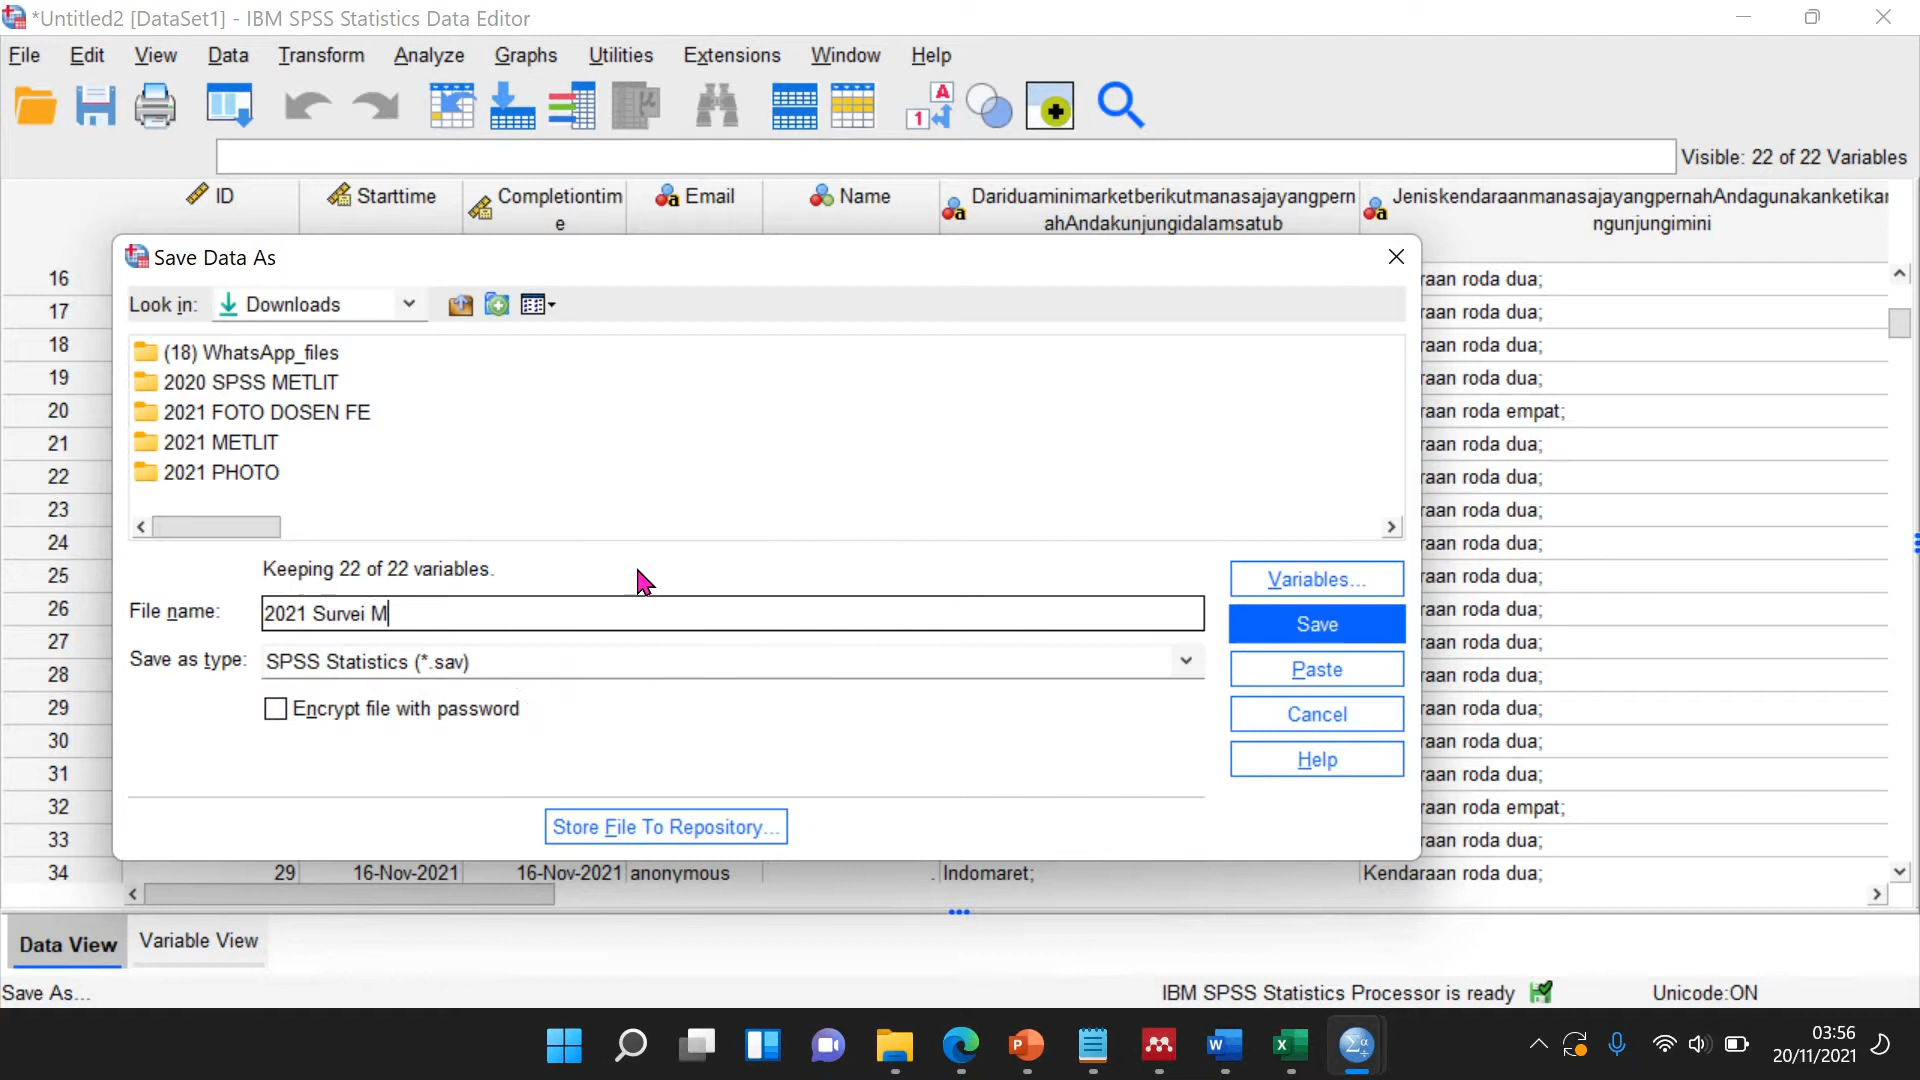 *Untitled2 [DataSet1] - IBM SPSS Statistics Data Editor
File Edit View Data Transform Analyze Graphs Utilities Extensions Window Help
Visible: 22 of 22 Variables
ID Starttime Completiontim Email Name Dariduaminimarketberikutmanasajayangpern JeniskendaraanmanasajayangpernahAndagunakanketikar
e ahAndakunjungidalamsatub ngunjungimini
Save Data As
16 raan roda dua;
Look in: Downloads
17 raan roda dua;
18 (18) WhatsApp_files raan roda dua;
19 2020 SPSS METLIT raan roda dua;
20 2021 FOTO DOSEN FE raan roda empat;
21 2021 METLIT raan roda dua;
22 2021 PHOTO raan roda dua;
23 raan roda dua;
24 raan roda dua;
25 Keeping 22 of 22 variables. Variables... raan roda dua;
26 File name: 2021 Survei M Save raan roda dua;
27 raan roda dua;
28 Save as type: SPSS Statistics (*.sav) Paste raan roda dua;
29 Encrypt file with password Cancel raan roda dua;
30 raan roda dua;
31 Help raan roda dua;
32 raan roda empat;
33 Store File To Repository... raan roda dua;
34 29 16-Nov-2021 16-Nov-2021 anonymous . Indomaret; Kendaraan roda dua;
Data View Variable View
Save As... IBM SPSS Statistics Processor is ready Unicode:ON
03:56
20/11/2021